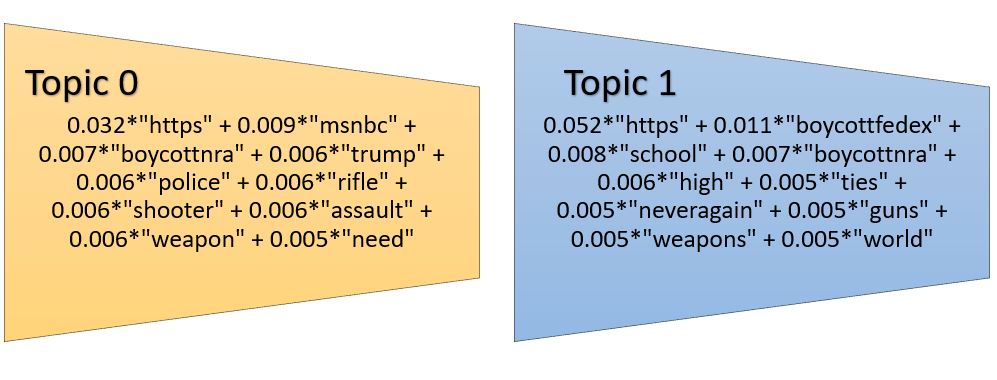 Topic 0
0.032*"https" + 0.009*"msnbc" +
0.007*"boycottnra" + 0.006*"trump" +
0.006*"police" + 0.006*"rifle" +
0.006*"shooter" + 0.006*"assault" +
0.006*"weapon" + 0.005*"need"
Topic 1
0.052*"https" + 0.011*"boycottfedex" +
0.008*"school" + 0.007*"boycottnra" +
0.006*"high" + 0.005*"ties" +
0.005*"neveragain" + 0.005*"guns" +
0.005*"weapons" + 0.005*"world"